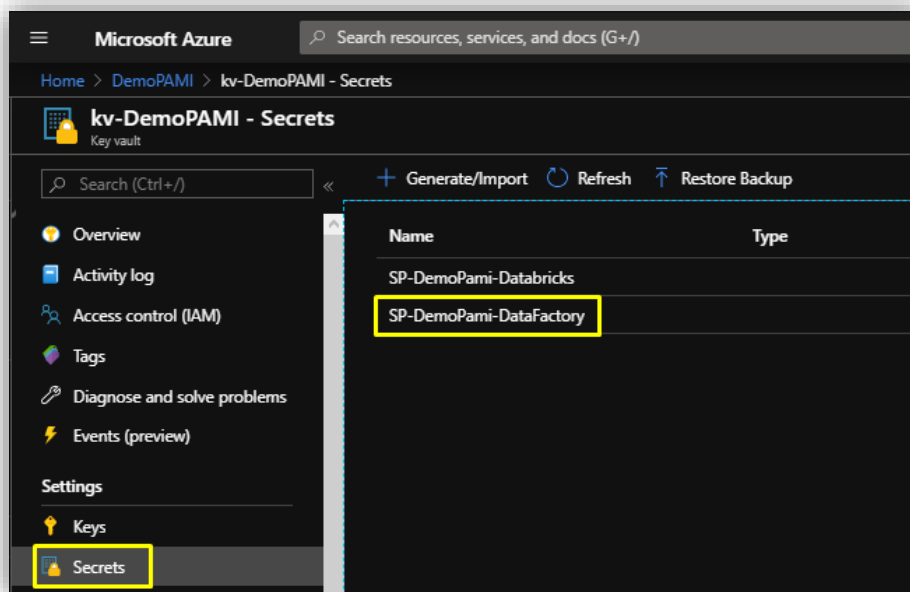 Microsoft Azure
Search resources, services, and docs (G+/)
Home > DemoPAMI > kv-DemoPAMI - Secrets
kv-DemoPAMI - Secrets
Key vault
Search (Ctrl+/)
«
+ Generate/Import
Refresh
Restore Backup
Overview
Activity log
Access control (IAM)
Tags
Diagnose and solve problems
Events (preview)
Settings
Keys
Secrets
Name Type
SP-DemoPami-Databricks
SP-DemoPami-DataFactory